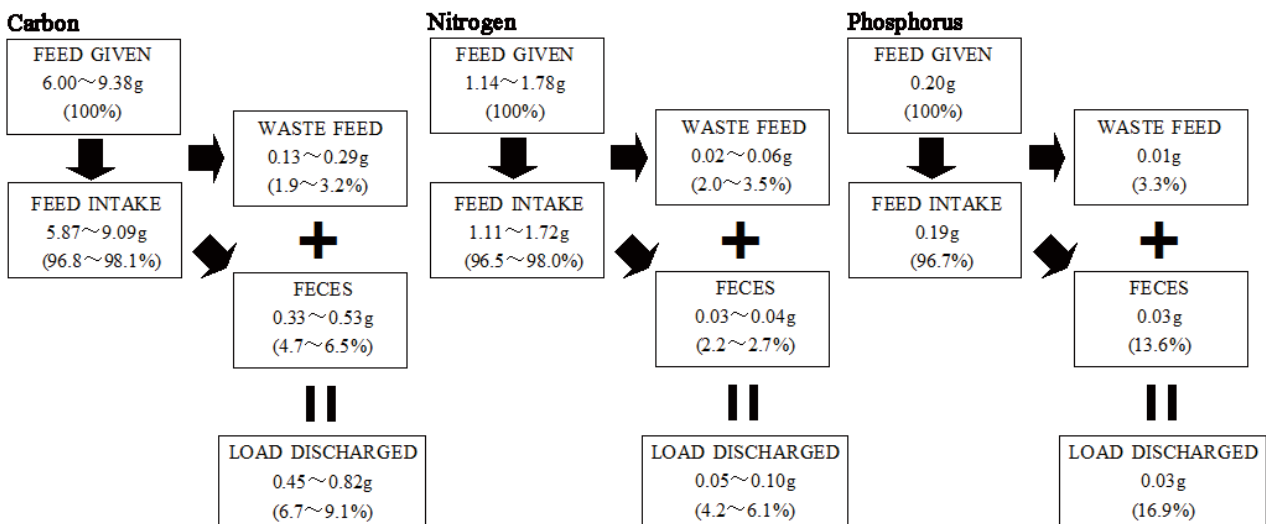 Carbon
FEED GIVEN
6.00～9.38g
(100%)
WASTE FEED
0.13～0.29g
(1.9～3.2%)
FEED INTAKE
5.87～9.09g
(96.8～98.1%)
+
FECES
0.33～0.53g
(4.7～6.5%)
LOAD DISCHARGED
0.45～0.82g
(6.7～9.1%)
Nitrogen
FEED GIVEN
1.14～1.78g
(100%)
WASTE FEED
0.02～0.06g
(2.0～3.5%)
FEED INTAKE
1.11～1.72g
(96.5～98.0%)
+
FECES
0.03～0.04g
(2.2～2.7%)
LOAD DISCHARGED
0.05～0.10g
(4.2～6.1%)
Phosphorus
FEED GIVEN
0.20g
(100%)
WASTE FEED
0.01g
(3.3%)
FEED INTAKE
0.19g
(96.7%)
+
FECES
0.03g
(13.6%)
LOAD DISCHARGED
0.03g
(16.9%)